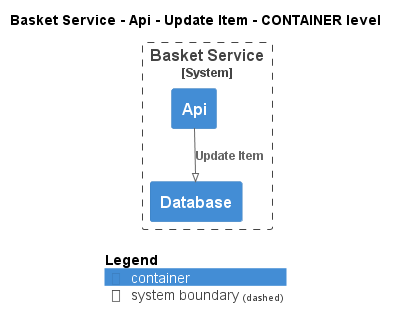 Basket Service - Api - Update Item - CONTAINER level
Basket Service
[System]
Api
Update Item
Database
Legend
container
system boundary (dashed)